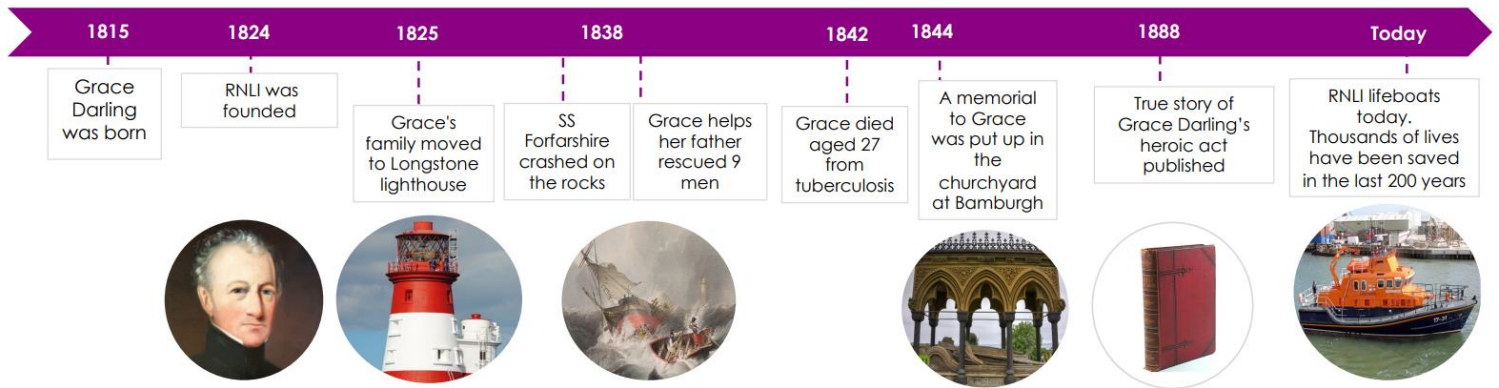 1815
1824
1825
1838
1842
1844
1888
Today
Grace
Darling
was born
RNLI was
founded
Grace's
family moved
to Longstone
lighthouse
SS
Forfarshire
crashed on
the rocks
Grace helps
her father
rescued 9
men
Grace died
aged 27
from
tuberculosis
A memorial
to Grace
was put up in
the
churchyard
at Bamburgh
True story of
Grace Darling’s
heroic act
published
RNLI lifeboats
today.
Thousands of lives
have been saved
in the last 200 years
17-31